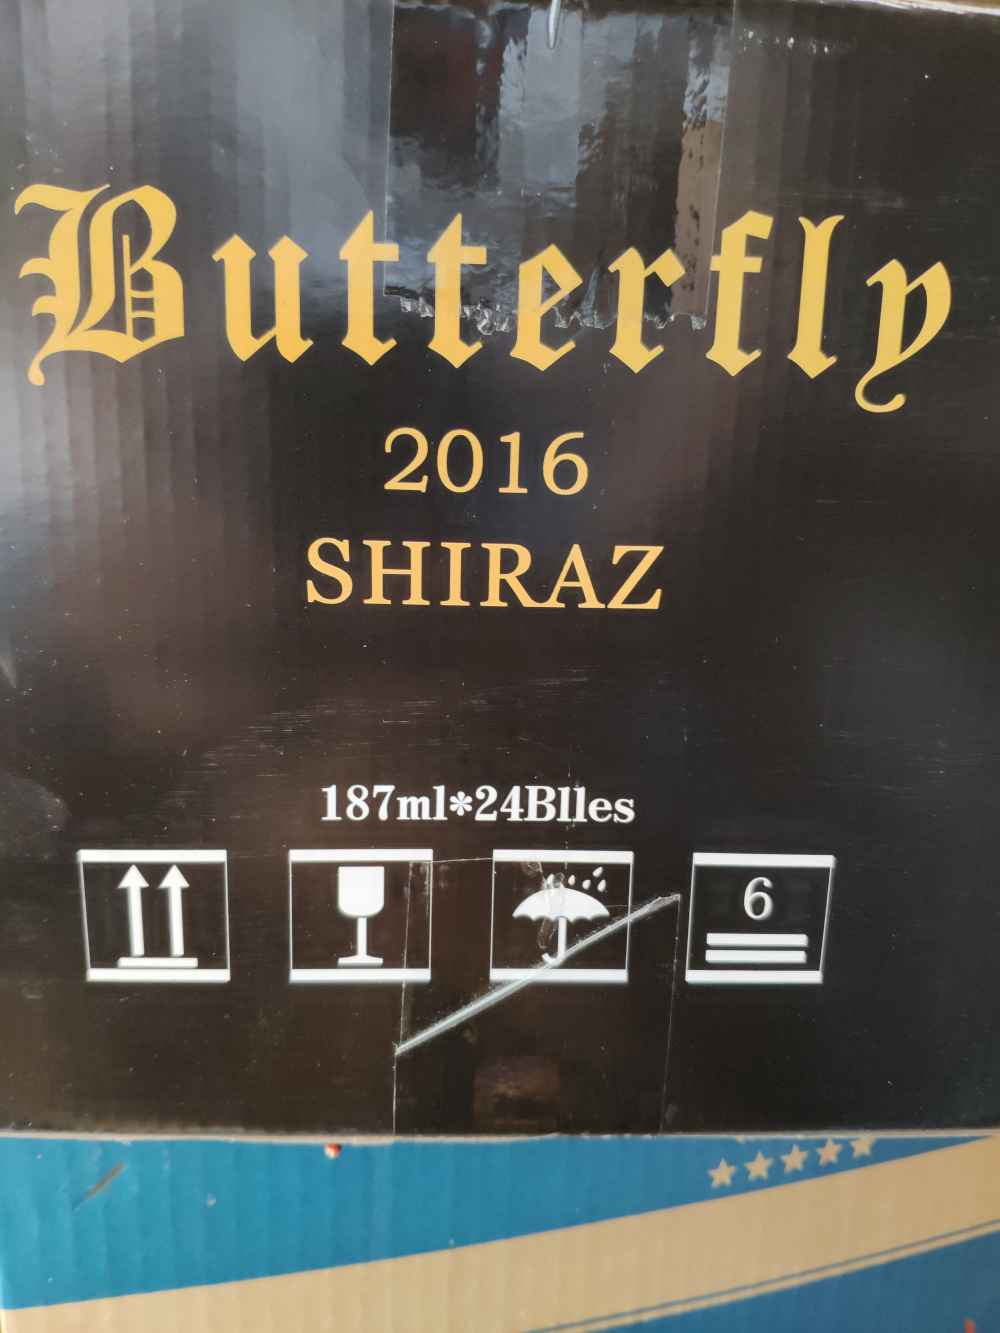 Butterfly
2016
SHIRAZ
187ml*24Blles
6